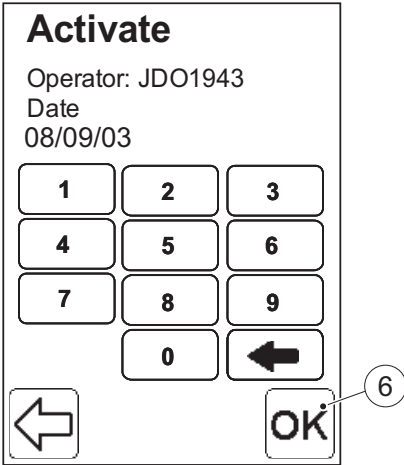 Activate
Operator: JDO1943
Date
08/09/03
1 2 3
4 5 6
7 8 9
0
OK 6